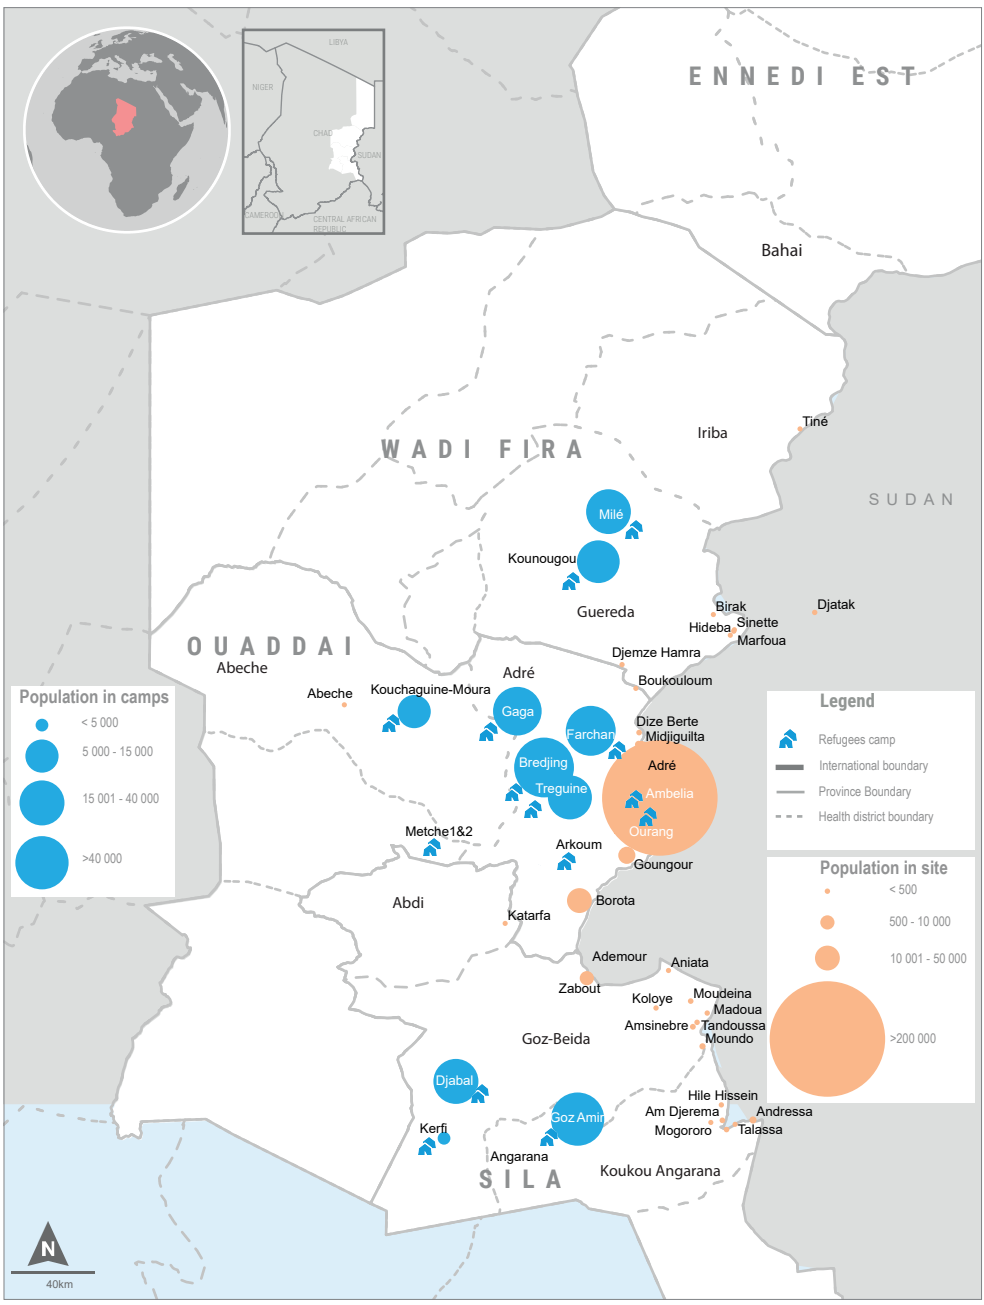 LIBYA
NIGER
CHAD
SUDAN
CAMEROON
CENTRAL AFRICAN
REPUBLIC
ENNEDI EST
Bahai
Tiné
Iriba
WADI FIRA
SUDAN
Milé
Kounougou
Guereda
Birak
Djatak
Sinette
Hideba
Marfoua
OUADDAI
Abeche
Djemze Hamra
Adré
Boukouloum
Abeche
Kouchaguine-Moura
Gaga
Farchan
Dize Berte
Midjiguilta
Bredjing
Adré
Treguine
Ambelia
Ourang
Metche1&2
Arkoum
Goungour
Abdi
Borota
Katarfa
Ademour
Aniata
Zabout
Koloye
Moudeina
Madoua
Amsinebre
Tandoussa
Moundo
Goz-Beida
Djabal
Hile Hissein
Goz Amir
Am Djerema
Andressa
Kerfi
Mogororo
Talassa
Angarana
Koukou Angarana
SILA
Population in camps
< 5 000
5 000 - 15 000
15 001 - 40 000
>40 000
Legend
Refugees camp
International boundary
Province Boundary
Health district boundary
Population in site
< 500
500 - 10 000
10 001 - 50 000
>200 000
N
40km